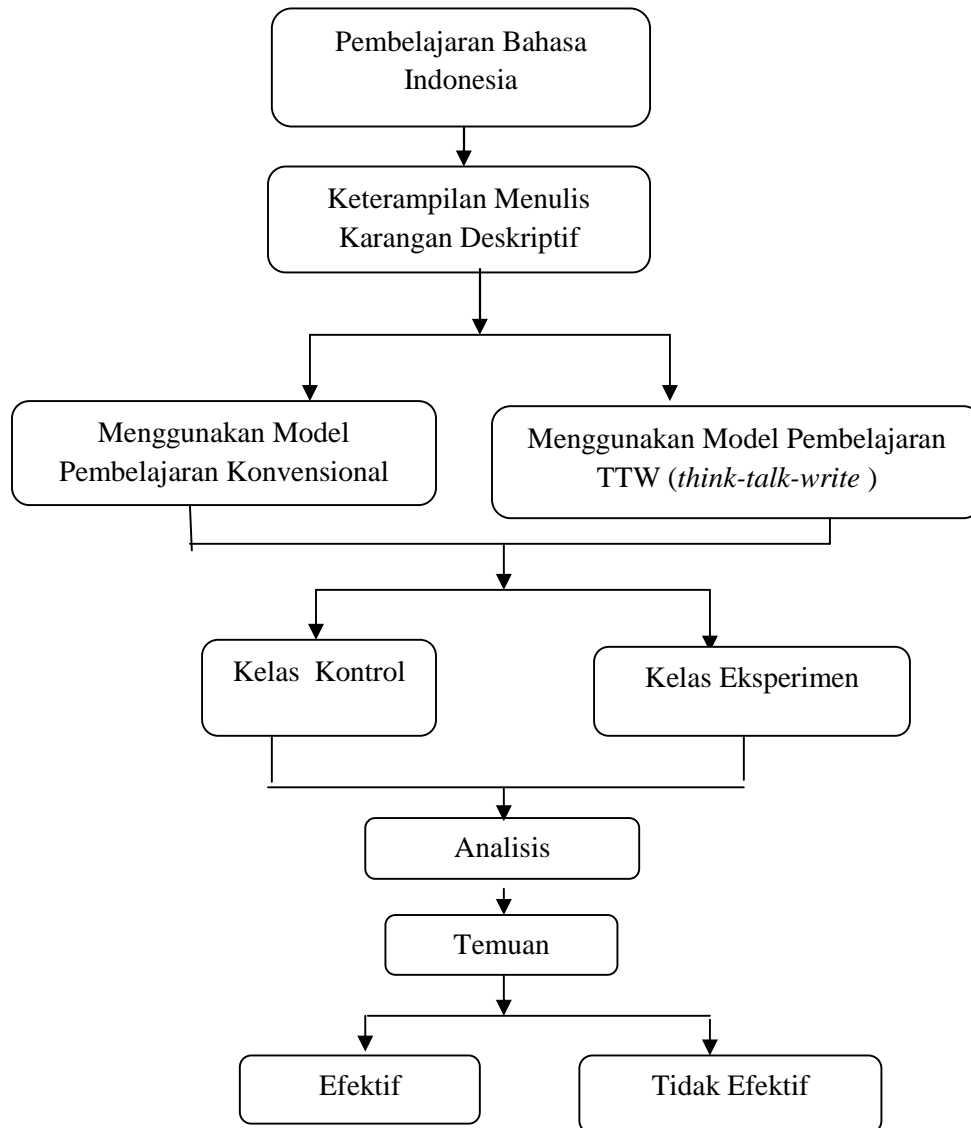 Pembelajaran Bahasa
Indonesia
Keterampilan Menulis
Karangan Deskriptif
Menggunakan Model
Pembelajaran Konvensional
Menggunakan Model Pembelajaran
TTW (think-talk-write )
Kelas  Kontrol
Kelas Eksperimen
Analisis
Temuan
Efektif
Tidak Efektif